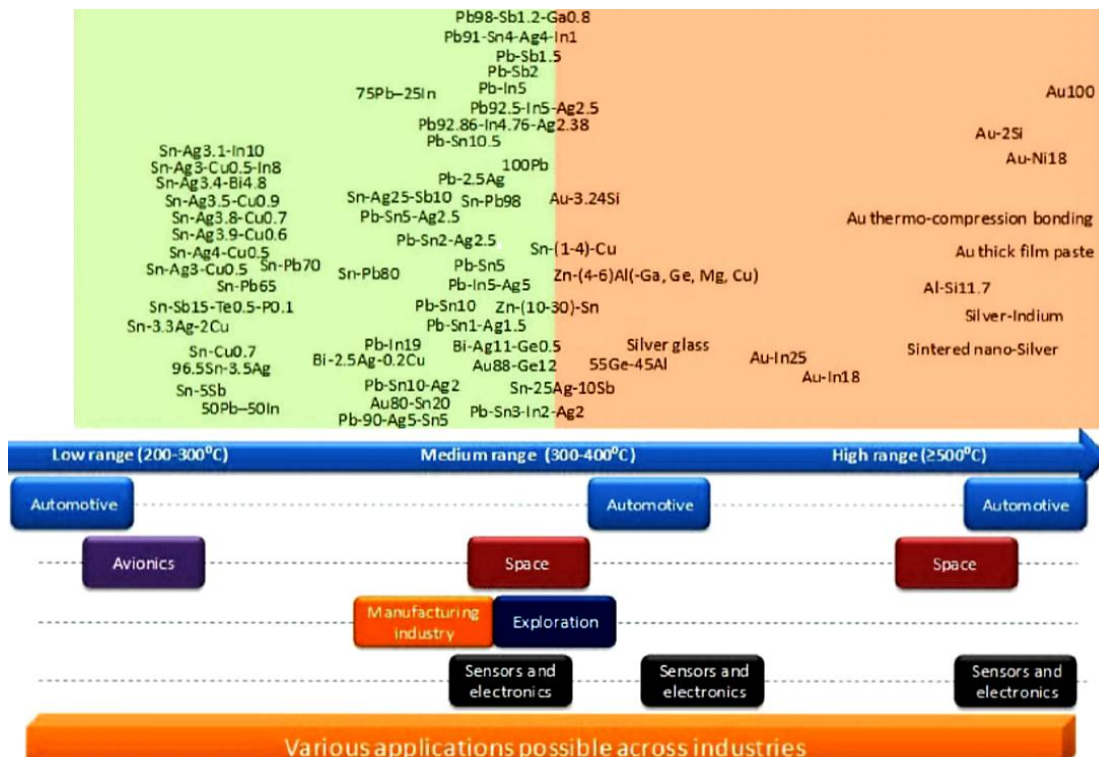 Pb98-Sb1.2-Ga0.8
Pb91-Sn4-Ag4-In1
Pb-Sb1.5
Pb-Sb2
Pb-In5
75Pb–25In
Au100
Pb92.5-In5-Ag2.5
Pb92.86-In4.76-Ag2.38
Au-2Si
Pb-Sn10.5
Sn-Ag3.1-In10
Au-Ni18
100Pb
Sn-Ag3-Cu0.5-In8
Pb-2.5Ag
Sn-Ag3.4-Bi4.8
Sn-Ag25-Sb10
Sn-Pb98
Au-3.24Si
Sn-Ag3.5-Cu0.9
Sn-Ag3.8-Cu0.7
Pb-Sn5-Ag2.5
Au thermo-compression bonding
Sn-Ag3.9-Cu0.6
Pb-Sn2-Ag2.5
Sn-Ag4-Cu0.5
Sn-(1-4)-Cu
Au thick film paste
Sn-Ag3-Cu0.5
Sn-Pb70
Sn-Pb80
Pb-Sn5
Zn-(4-6)Al(-Ga, Ge, Mg, Cu)
Sn-Pb65
Pb-In5-Ag5
Al-Si11.7
Sn-Sb15-Te0.5-P0.1
Pb-Sn10
Zn-(10-30)-Sn
Silver-Indium
Sn-3.3Ag-2Cu
Pb-Sn1-Ag1.5
Sn-Cu0.7
Pb-In19
Bi-Ag11-Ge0.5
Silver glass
Sintered nano-Silver
96.5Sn-3.5Ag
Bi-2.5Ag-0.2Cu
Au88-Ge12
55Ge-45Al
Au-In25
Au-In18
Sn-5Sb
Pb-Sn10-Ag2
Sn-25Ag-10Sb
50Pb–50In
Au80-Sn20
Pb-Sn3-In2-Ag2
Pb-90-Ag5-Sn5
Low range (200-300⁰C)
Medium range (300-400⁰C)
High range (≥500⁰C)
Automotive
Automotive
Automotive
Avionics
Space
Space
Manufacturing
industry
Exploration
Sensors and
electronics
Sensors and
electronics
Sensors and
electronics
Various applications possible across industries